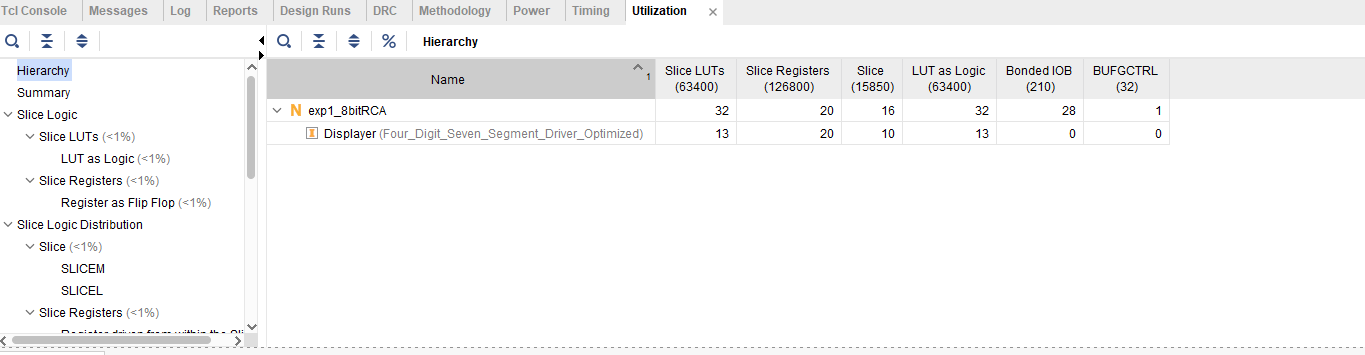 Tcl Console Messages Log Reports Design Runs DRC Methodology Power Timing Utilization
Hierarchy
Hierarchy
Summary
Slice Logic
Slice LUTs (<1%)
LUT as Logic (<1%)
Slice Registers (<1%)
Register as Flip Flop (<1%)
Slice Logic Distribution
Slice (<1%)
SLICEM
SLICEL
Slice Registers (<1%)
Name 1 Slice LUTs (63400) Slice Registers (126800) Slice (15850) LUT as Logic (63400) Bonded IOB (210) BUFGCTRL (32)
N exp1_8bitRCA 32 20 16 32 28 1
I Displayer (Four_Digit_Seven_Segment_Driver_Optimized) 13 20 10 13 0 0